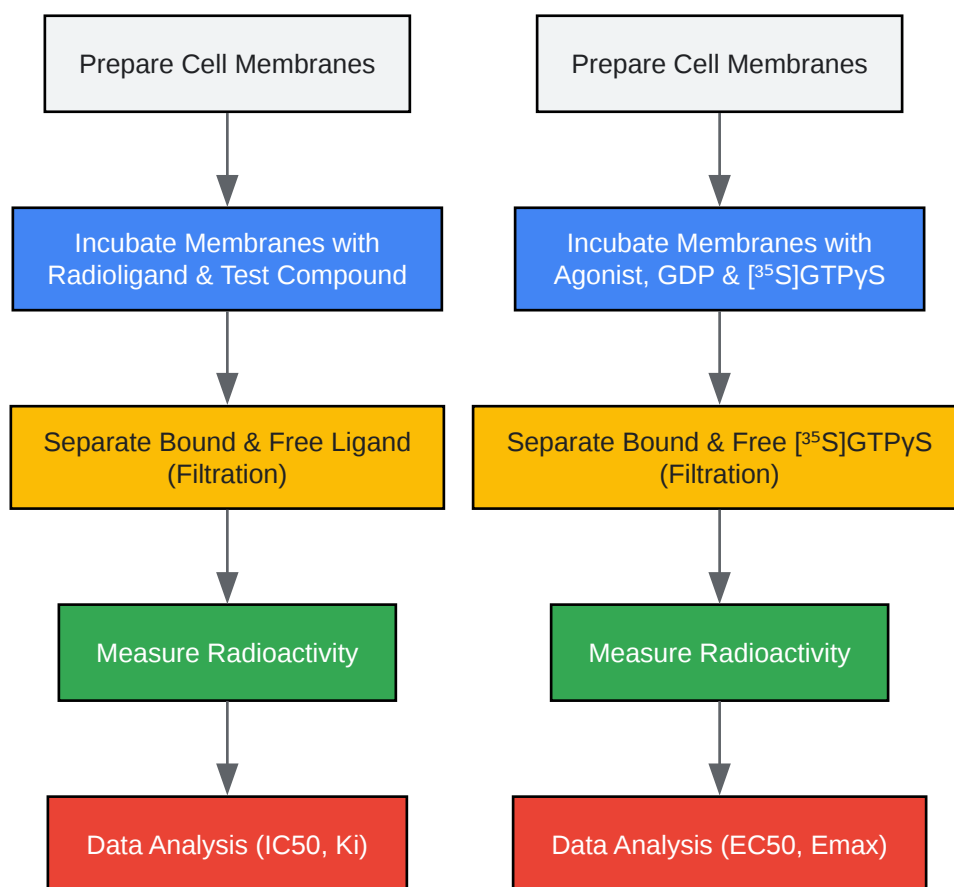 Prepare Cell Membranes
Incubate Membranes with
Radioligand & Test Compound
Separate Bound & Free Ligand
(Filtration)
Measure Radioactivity
Data Analysis (IC50, Ki)
Prepare Cell Membranes
Incubate Membranes with
Agonist, GDP & [³⁵S]GTPγS
Separate Bound & Free [³⁵S]GTPγS
(Filtration)
Measure Radioactivity
Data Analysis (EC50, Emax)